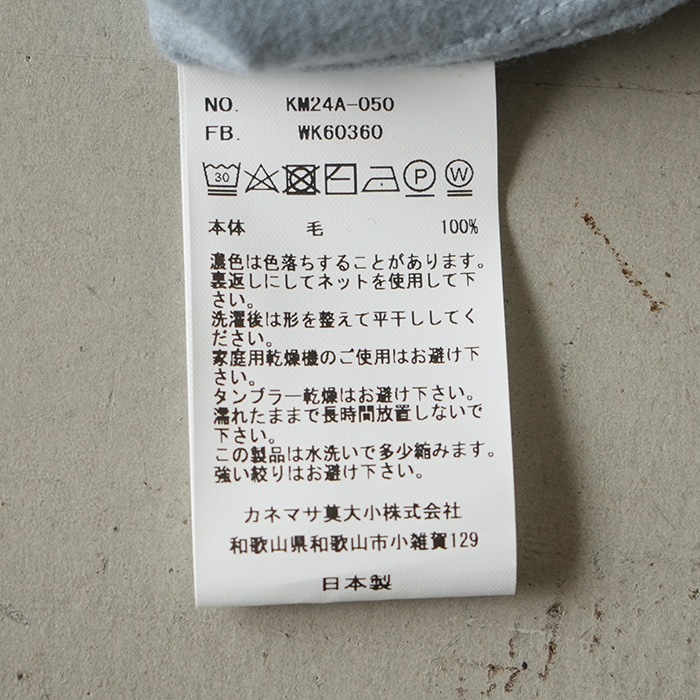 NO. KM24A-050
FB. WK60360
30 P W
本体 毛 100%
濃色は色落ちすることがあります。
裏返しにしてネットを使用して下
さい。
洗濯後は形を整えて平干ししてく
ださい。
家庭用乾燥機のご使用はお避け下
さい。
タンブラー乾燥はお避け下さい。
濡れたままで長時間放置しないで
下さい。
この製品は水洗いで多少縮みます。
強い絞りはお避け下さい。
カネマサ莫大小株式会社
和歌山県和歌山市小雑賀129
日本製